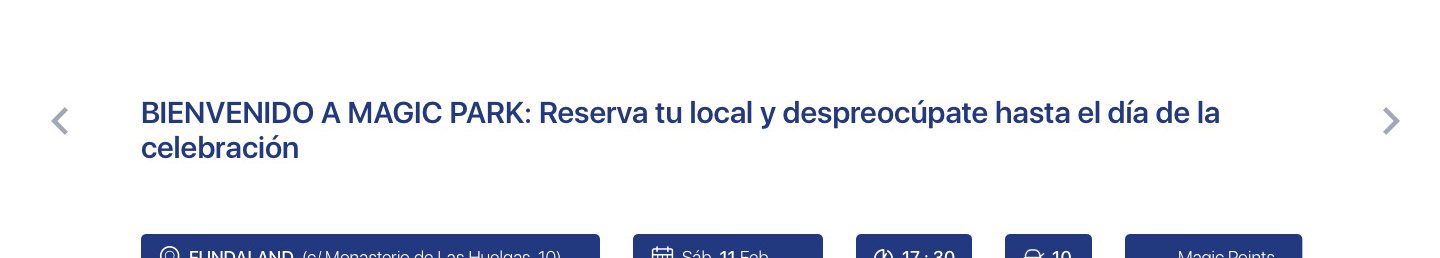 BIENVENIDO A MAGIC PARK: Reserva tu local y despreocúpate hasta el día de la
celebración
FUNDALAND (c/ Monasterio de Las Huelgas, 10) Sáb. 11 Feb 17 : 30 10 Magic Points